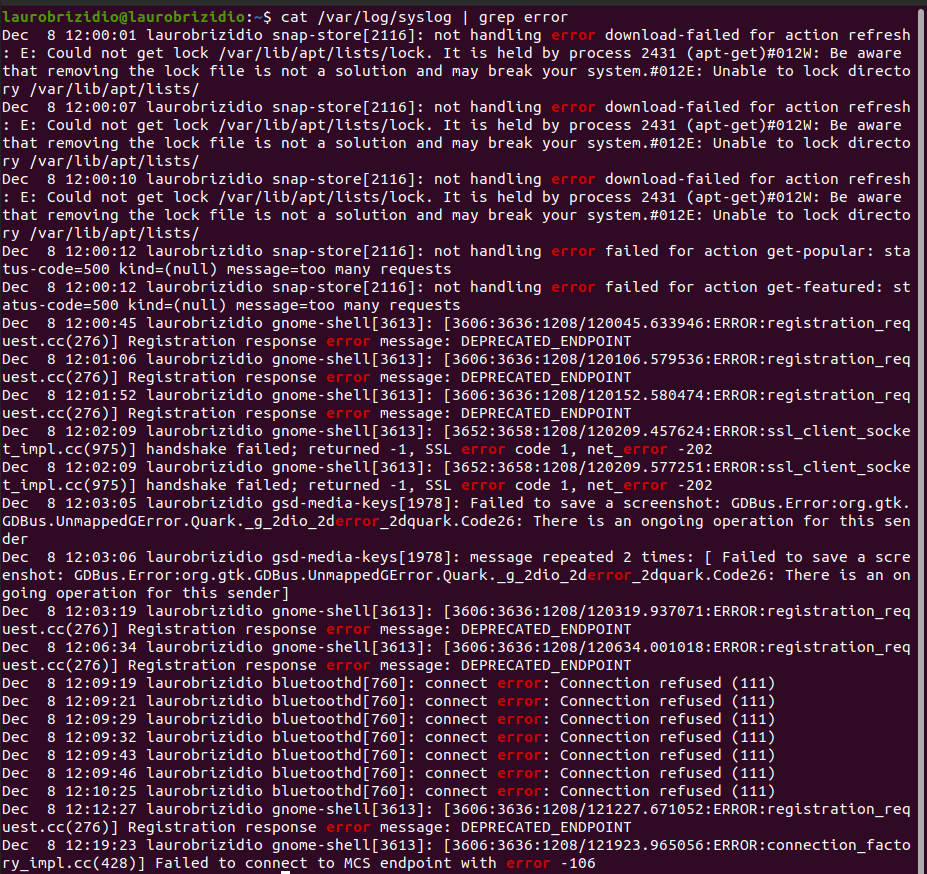 laurobrizidio@laurobrizidio:~$ cat /var/log/syslog | grep error
Dec  8 12:00:01 laurobrizidio snap-store[2116]: not handling error download-failed for action refresh
: E: Could not get lock /var/lib/apt/lists/lock. It is held by process 2431 (apt-get)#012W: Be aware
that removing the lock file is not a solution and may break your system.#012E: Unable to lock directo
ry /var/lib/apt/lists/
Dec  8 12:00:07 laurobrizidio snap-store[2116]: not handling error download-failed for action refresh
: E: Could not get lock /var/lib/apt/lists/lock. It is held by process 2431 (apt-get)#012W: Be aware
that removing the lock file is not a solution and may break your system.#012E: Unable to lock directo
ry /var/lib/apt/lists/
Dec  8 12:00:10 laurobrizidio snap-store[2116]: not handling error download-failed for action refresh
: E: Could not get lock /var/lib/apt/lists/lock. It is held by process 2431 (apt-get)#012W: Be aware
that removing the lock file is not a solution and may break your system.#012E: Unable to lock directo
ry /var/lib/apt/lists/
Dec  8 12:00:12 laurobrizidio snap-store[2116]: not handling error failed for action get-popular: sta
tus-code=500 kind=(null) message=too many requests
Dec  8 12:00:12 laurobrizidio snap-store[2116]: not handling error failed for action get-featured: st
atus-code=500 kind=(null) message=too many requests
Dec  8 12:00:45 laurobrizidio gnome-shell[3613]: [3606:3636:1208/120045.633946:ERROR:registration_req
uest.cc(276)] Registration response error message: DEPRECATED_ENDPOINT
Dec  8 12:01:06 laurobrizidio gnome-shell[3613]: [3606:3636:1208/120106.579536:ERROR:registration_req
uest.cc(276)] Registration response error message: DEPRECATED_ENDPOINT
Dec  8 12:01:52 laurobrizidio gnome-shell[3613]: [3606:3636:1208/120152.580474:ERROR:registration_req
uest.cc(276)] Registration response error message: DEPRECATED_ENDPOINT
Dec  8 12:02:09 laurobrizidio gnome-shell[3613]: [3652:3658:1208/120209.457624:ERROR:ssl_client_socke
t_impl.cc(975)] handshake failed; returned -1, SSL error code 1, net_error -202
Dec  8 12:02:09 laurobrizidio gnome-shell[3613]: [3652:3658:1208/120209.577251:ERROR:ssl_client_socke
t_impl.cc(975)] handshake failed; returned -1, SSL error code 1, net_error -202
Dec  8 12:03:05 laurobrizidio gsd-media-keys[1978]: Failed to save a screenshot: GDBus.Error:org.gtk.
GDBus.UnmappedGError.Quark._g_2dio_2derror_2dquark.Code26: There is an ongoing operation for this sen
der
Dec  8 12:03:06 laurobrizidio gsd-media-keys[1978]: message repeated 2 times: [ Failed to save a scre
enshot: GDBus.Error:org.gtk.GDBus.UnmappedGError.Quark._g_2dio_2derror_2dquark.Code26: There is an on
going operation for this sender]
Dec  8 12:03:19 laurobrizidio gnome-shell[3613]: [3606:3636:1208/120319.937071:ERROR:registration_req
uest.cc(276)] Registration response error message: DEPRECATED_ENDPOINT
Dec  8 12:06:34 laurobrizidio gnome-shell[3613]: [3606:3636:1208/120634.001018:ERROR:registration_req
uest.cc(276)] Registration response error message: DEPRECATED_ENDPOINT
Dec  8 12:09:19 laurobrizidio bluetoothd[760]: connect error: Connection refused (111)
Dec  8 12:09:21 laurobrizidio bluetoothd[760]: connect error: Connection refused (111)
Dec  8 12:09:29 laurobrizidio bluetoothd[760]: connect error: Connection refused (111)
Dec  8 12:09:32 laurobrizidio bluetoothd[760]: connect error: Connection refused (111)
Dec  8 12:09:43 laurobrizidio bluetoothd[760]: connect error: Connection refused (111)
Dec  8 12:09:46 laurobrizidio bluetoothd[760]: connect error: Connection refused (111)
Dec  8 12:10:25 laurobrizidio bluetoothd[760]: connect error: Connection refused (111)
Dec  8 12:12:27 laurobrizidio gnome-shell[3613]: [3606:3636:1208/121227.671052:ERROR:registration_req
uest.cc(276)] Registration response error message: DEPRECATED_ENDPOINT
Dec  8 12:19:23 laurobrizidio gnome-shell[3613]: [3606:3636:1208/121923.965056:ERROR:connection_facto
ry_impl.cc(428)] Failed to connect to MCS endpoint with error -106